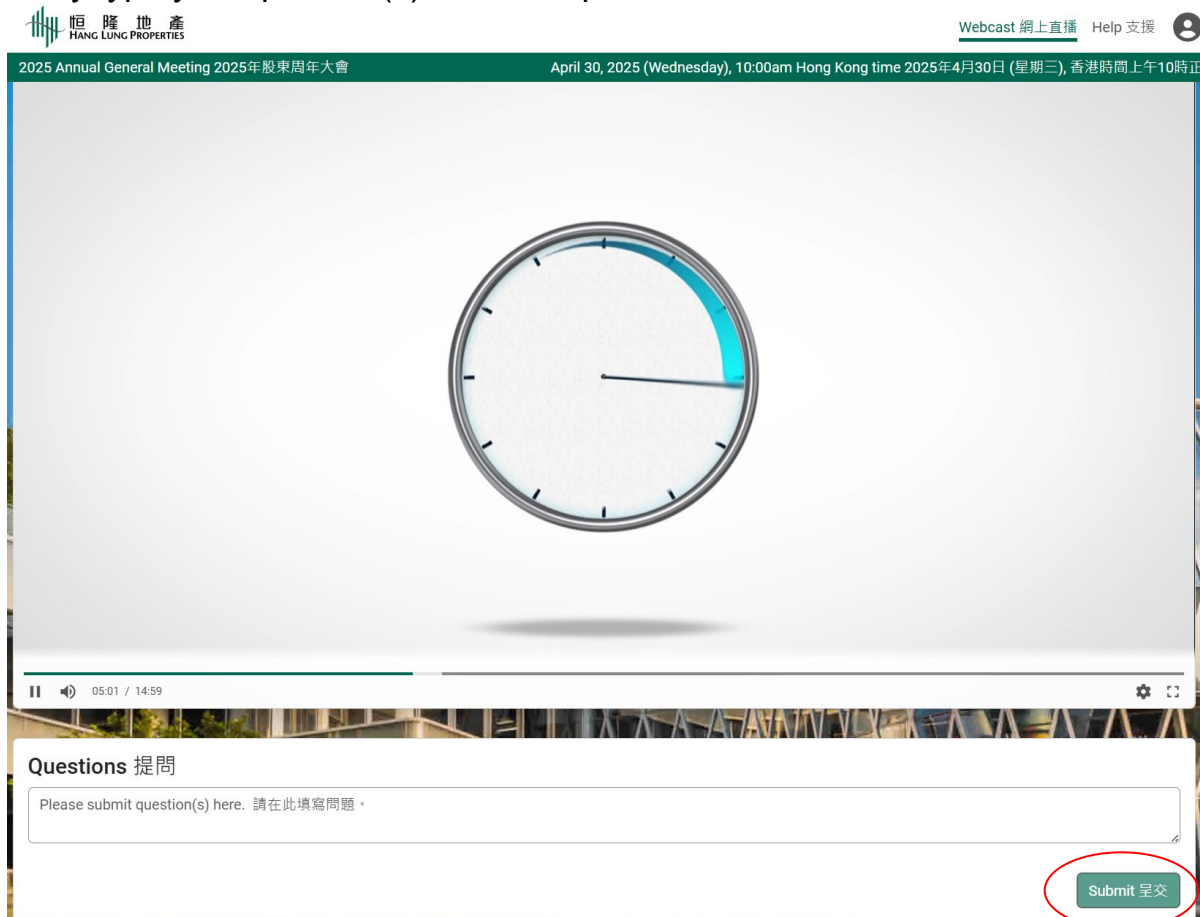 恒隆地產
HANG LUNG PROPERTIES
Webcast 網上直播 Help 支援
2025 Annual General Meeting 2025年股東周年大會 April 30, 2025 (Wednesday), 10:00am Hong Kong time 2025年4月30日 (星期三), 香港時間上午10時正
05:01 / 14:59
Questions 提問
Please submit question(s) here. 請在此填寫問題。
Submit 呈交